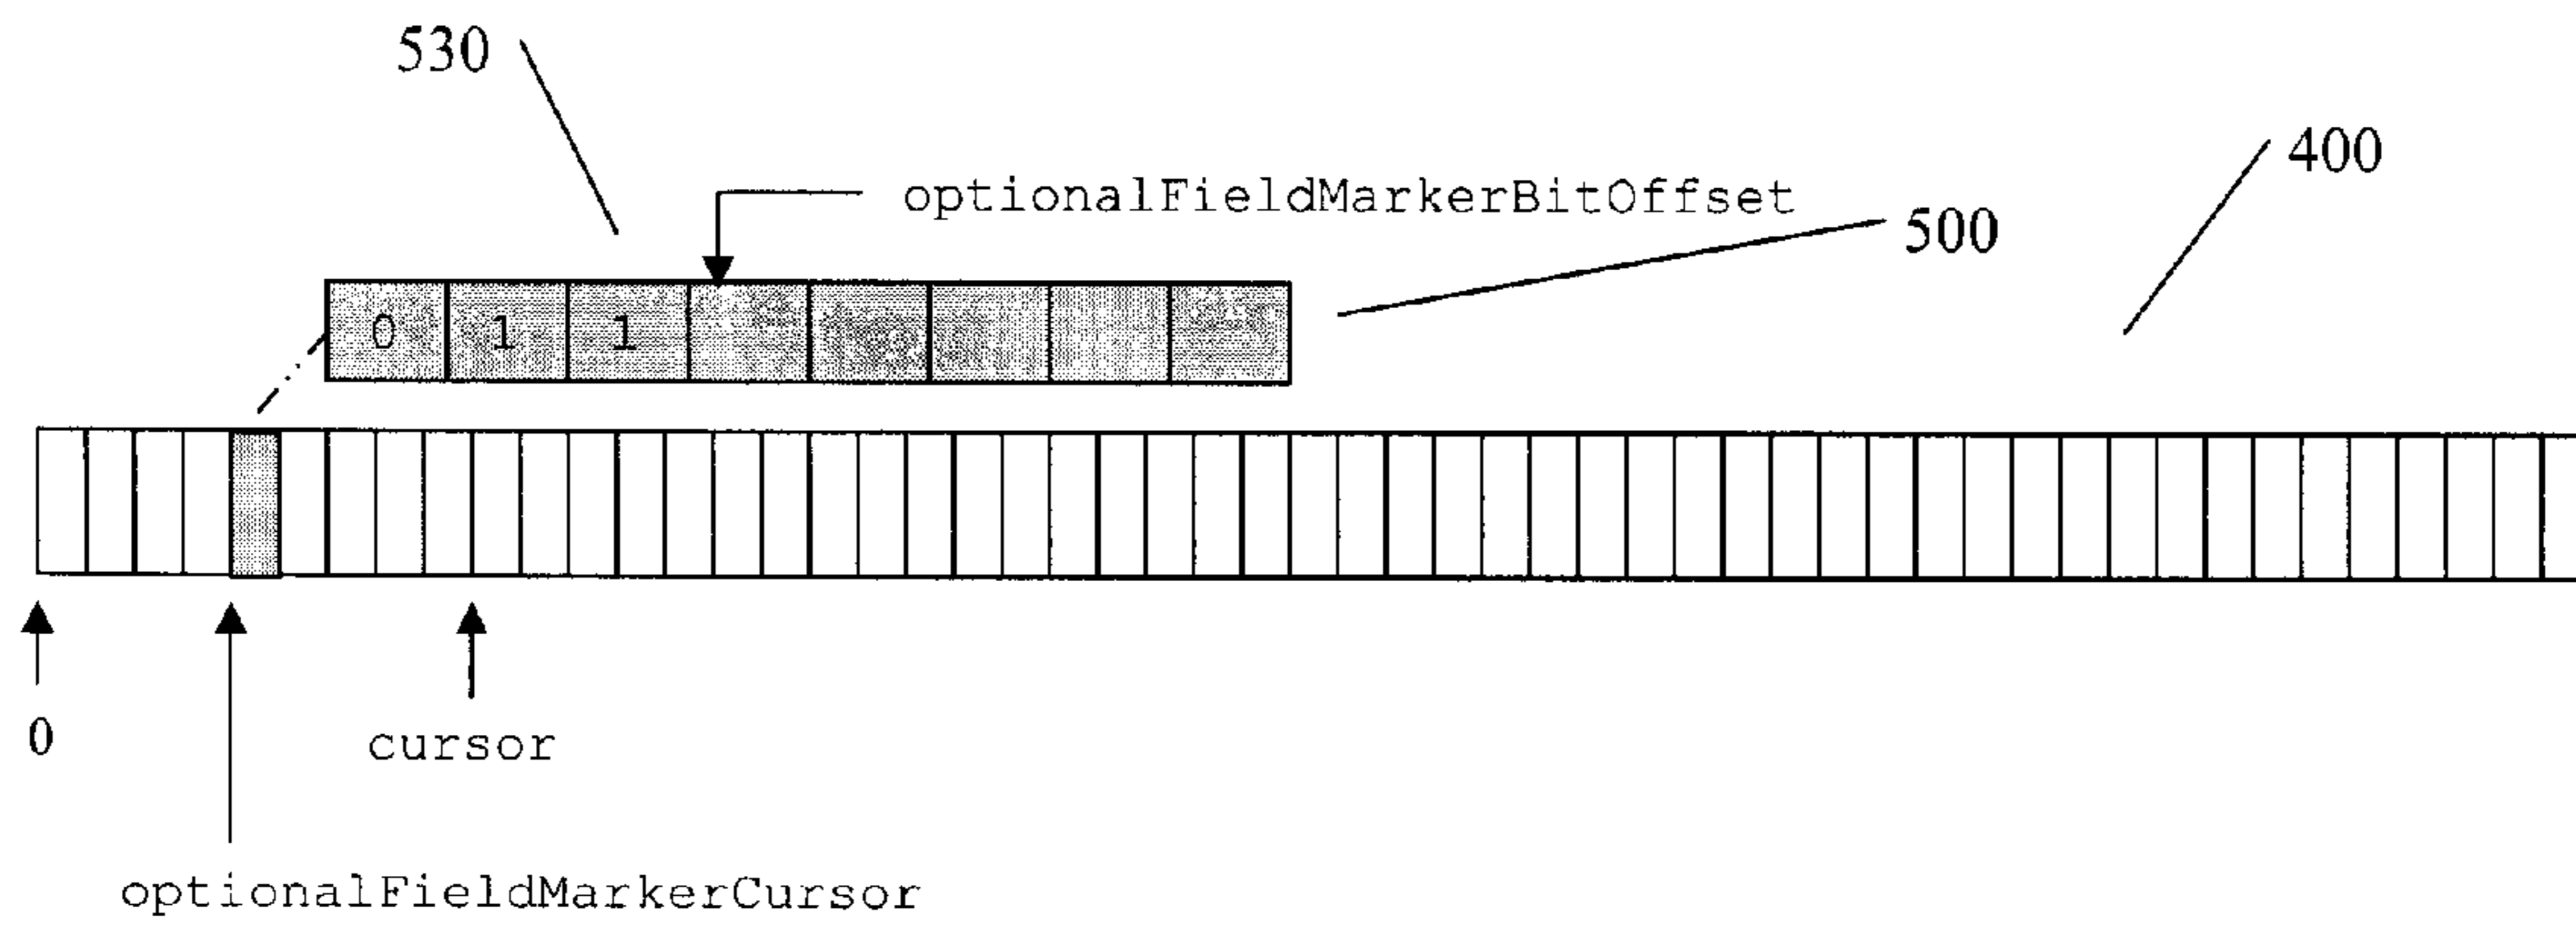 530
400
optionalFieldMarkerBitOffset
500
0 1 1
0
cursor
optionalFieldMarkerCursor